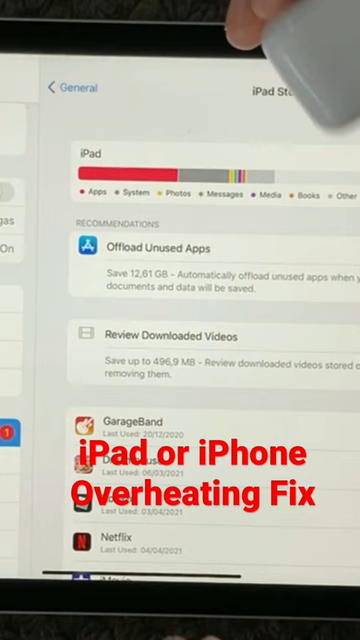 General
iPad
iPad
Apps System Photos Messages Media Books Other
gas
On
RECOMMENDATIONS
Offload Unused Apps
Save 12,61 GB - Automatically offload unused apps when
documents and data will be saved.
Review Downloaded Videos
Save up to 496,9 MB - Review downloaded videos stored
removing them.
GarageBand
Last Used: 20/12/2020
1
iPad or iPhone
Last Used: 06/03/2021
Overheating Fix
Last Used: 03/04/2021
Netflix
Last Used: 04/04/2021